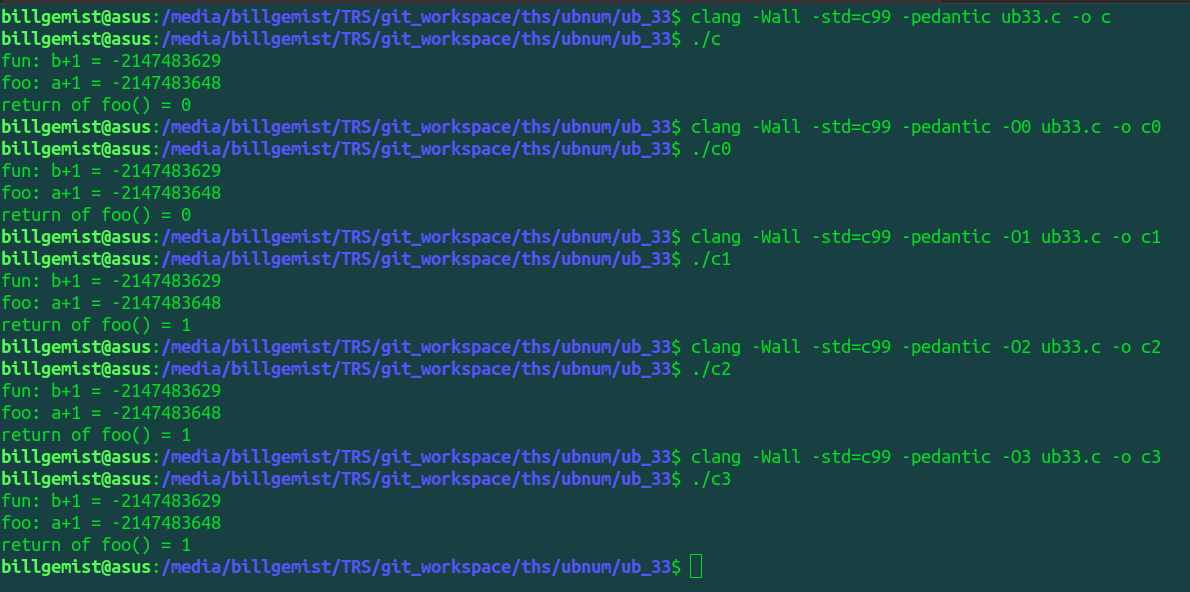 billgemist@asus:/media/billgemist/TRS/git_workspace/ths/ubnum/ub_33$ clang -Wall -std=c99 -pedantic ub33.c -o c
billgemist@asus:/media/billgemist/TRS/git_workspace/ths/ubnum/ub_33$ ./c
fun: b+1 = -2147483629
foo: a+1 = -2147483648
return of foo() = 0
billgemist@asus:/media/billgemist/TRS/git_workspace/ths/ubnum/ub_33$ clang -Wall -std=c99 -pedantic -O0 ub33.c -o c0
billgemist@asus:/media/billgemist/TRS/git_workspace/ths/ubnum/ub_33$ ./c0
fun: b+1 = -2147483629
foo: a+1 = -2147483648
return of foo() = 0
billgemist@asus:/media/billgemist/TRS/git_workspace/ths/ubnum/ub_33$ clang -Wall -std=c99 -pedantic -O1 ub33.c -o c1
billgemist@asus:/media/billgemist/TRS/git_workspace/ths/ubnum/ub_33$ ./c1
fun: b+1 = -2147483629
foo: a+1 = -2147483648
return of foo() = 1
billgemist@asus:/media/billgemist/TRS/git_workspace/ths/ubnum/ub_33$ clang -Wall -std=c99 -pedantic -O2 ub33.c -o c2
billgemist@asus:/media/billgemist/TRS/git_workspace/ths/ubnum/ub_33$ ./c2
fun: b+1 = -2147483629
foo: a+1 = -2147483648
return of foo() = 1
billgemist@asus:/media/billgemist/TRS/git_workspace/ths/ubnum/ub_33$ clang -Wall -std=c99 -pedantic -O3 ub33.c -o c3
billgemist@asus:/media/billgemist/TRS/git_workspace/ths/ubnum/ub_33$ ./c3
fun: b+1 = -2147483629
foo: a+1 = -2147483648
return of foo() = 1
billgemist@asus:/media/billgemist/TRS/git_workspace/ths/ubnum/ub_33$